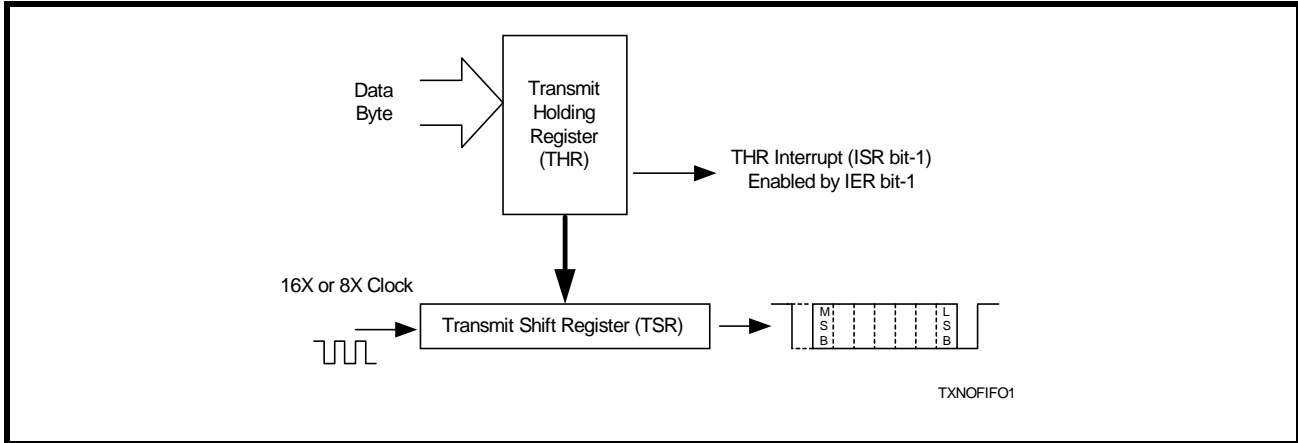 Data
Byte
Transmit
Holding
Register
(THR)
THR Interrupt (ISR bit-1)
Enabled by IER bit-1
16X or 8X Clock
Transmit Shift Register (TSR)
M
S
B
L
S
B
TXNOFIFO1